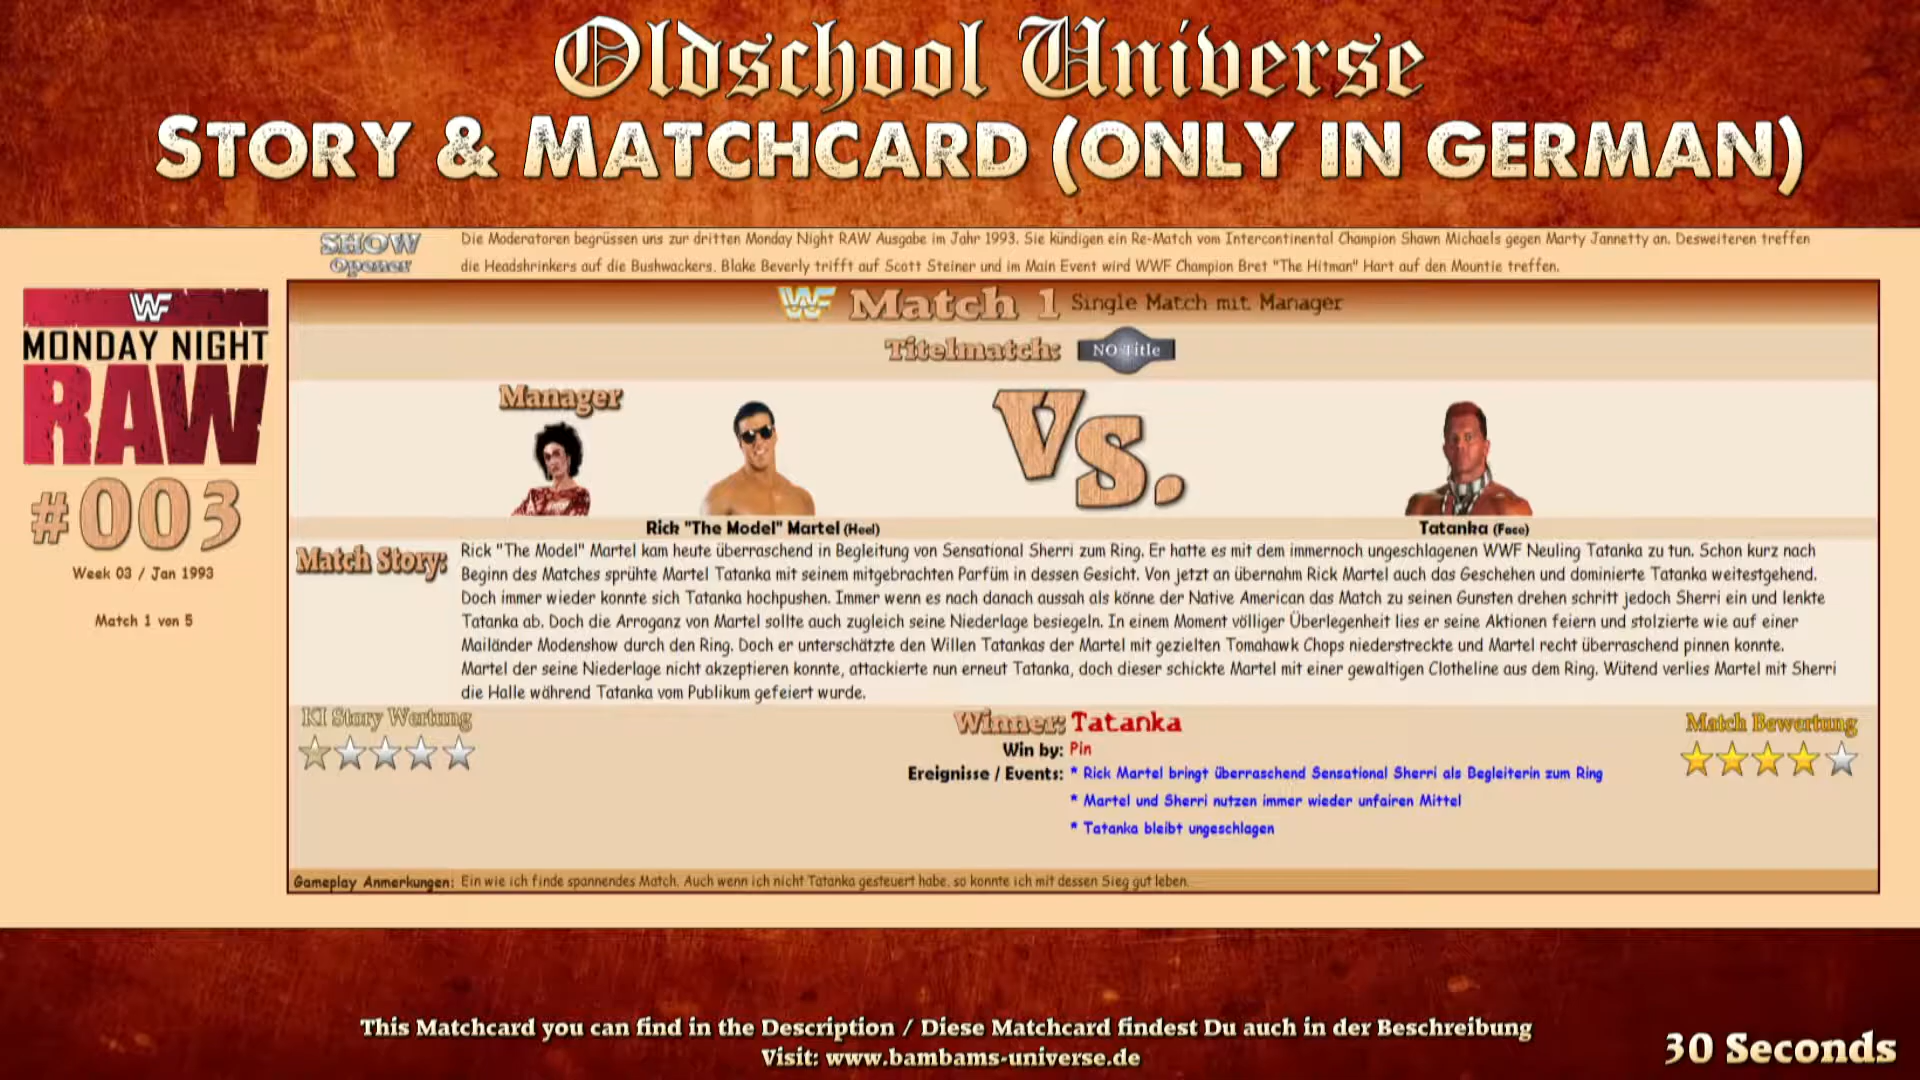 Oldschool Universe
STORY & MATCHCARD (ONLY IN GERMAN)
SHOW
Opener
Die Moderatoren begrüssen uns zur dritten Monday Night RAW Ausgabe im Jahr 1993. Sie kündigen ein Re-Match vom Intercontinental Champion Shawn Michaels gegen Marty Jannetty an. Desweiteren treffen
die Headshrinkers auf die Bushwackers. Blake Beverly trifft auf Scott Steiner und im Main Event wird WWF Champion Bret "The Hitman" Hart auf den Mountie treffen.
WF
MONDAY NIGHT
RAW
#003
Week 03 / Jan 1993
Match 1 von 5
WF Match 1 Single Match mit Manager
Titelmatch: NO Title
Manager
Vs.
Rick "The Model" Martel (Heel)
Tatanka (Face)
Match Story:
Rick "The Model" Martel kam heute überraschend in Begleitung von Sensational Sherri zum Ring. Er hatte es mit dem immernoch ungeschlagenen WWF Neuling Tatanka zu tun. Schon kurz nach
Beginn des Matches sprühte Martel Tatanka mit seinem mitgebrachten Parfüm in dessen Gesicht. Von jetzt an übernahm Rick Martel auch das Geschehen und dominierte Tatanka weitestgehend.
Doch immer wieder konnte sich Tatanka hochpushen. Immer wenn es nach danach aussah als könne der Native American das Match zu seinen Gunsten drehen schritt jedoch Sherri ein und lenkte
Tatanka ab. Doch die Arroganz von Martel sollte auch zugleich seine Niederlage besiegeln. In einem Moment völliger Überlegenheit lies er seine Aktionen feiern und stolzierte wie auf einer
Mailänder Modenshow durch den Ring. Doch er unterschätzte den Willen Tatankas der Martel mit gezielten Tomahawk Chops niederstreckte und Martel recht überraschend pinnen konnte.
Martel der seine Niederlage nicht akzeptieren konnte, attackierte nun erneut Tatanka, doch dieser schickte Martel mit einer gewaltigen Clotheline aus dem Ring. Wütend verlies Martel mit Sherri
die Halle während Tatanka vom Publikum gefeiert wurde.
KI Story Wertung
Winner: Tatanka
Win by: Pin
Ereignisse / Events: * Rick Martel bringt überraschend Sensational Sherri als Begleiterin zum Ring
* Martel und Sherri nutzen immer wieder unfairen Mittel
* Tatanka bleibt ungeschlagen
Match Bewertung
Gameplay Anmerkungen: Ein wie ich finde spannendes Match. Auch wenn ich nicht Tatanka gesteuert habe, so konnte ich mit dessen Sieg gut leben.
This Matchcard you can find in the Description / Diese Matchcard findest Du auch in der Beschreibung
Visit: www.bambams-universe.de
30 Seconds